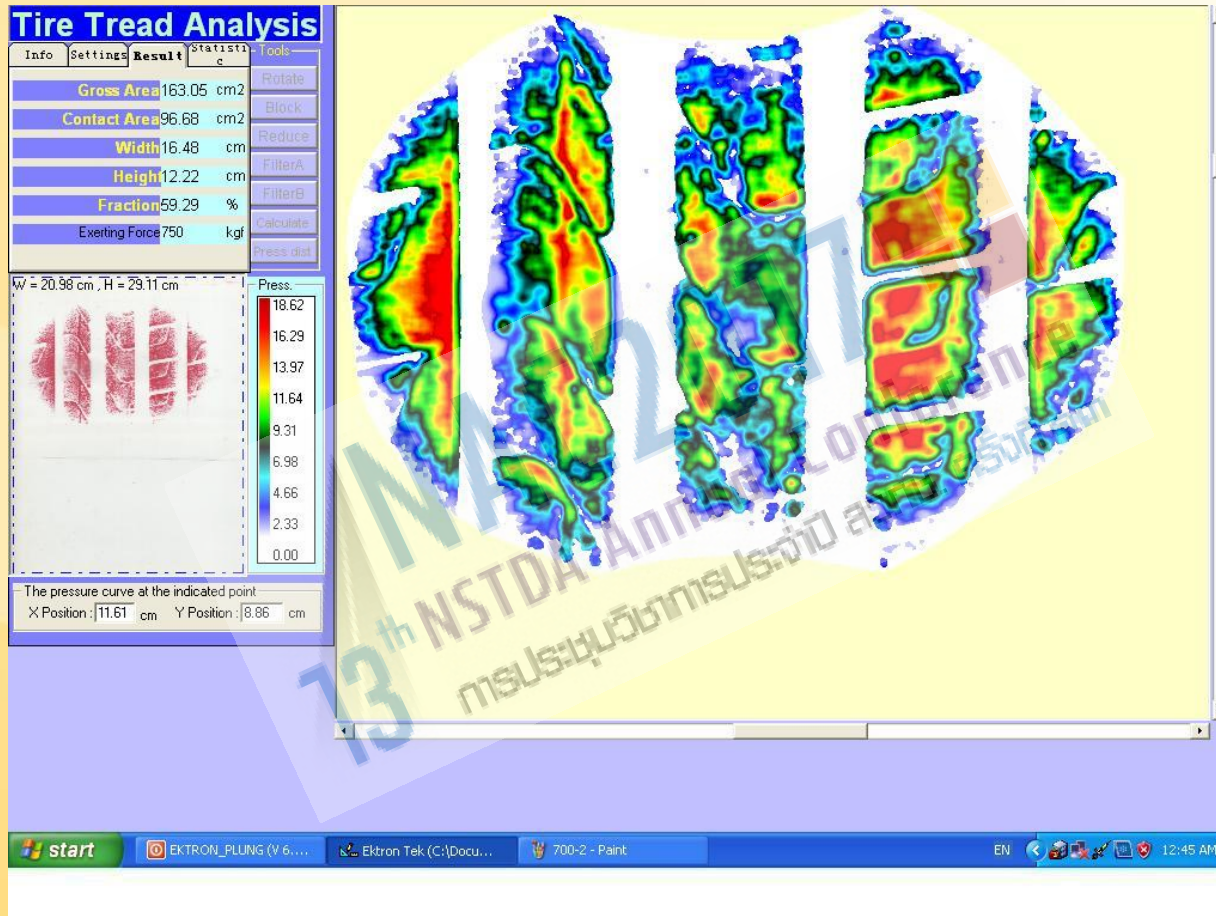 Tire Tread Analysis
Info Settings Result Statistic
Tools
Rotate
Block
Reduce
FilterA
FilterB
Calculate
Press dist
Gross Area 163.05 cm2
Contact Area 96.68 cm2
Width 16.48 cm
Height 12.22 cm
Fraction 59.29 %
Exerting Force 750 kgf
W = 20.98 cm , H = 29.11 cm
Press.
18.62
16.29
13.97
11.64
9.31
6.98
4.66
2.33
0.00
The pressure curve at the indicated point
X Position : 11.61 cm Y Position : 8.86 cm
NAC2017
13th NSTDA Annual Conference
การประชุมวิชาการประจำปี สวทช.
start
EKTRON_PLUNG (V 6....
Ektron Tek (C:\Docu...
700-2 - Paint
EN
12:45 AM